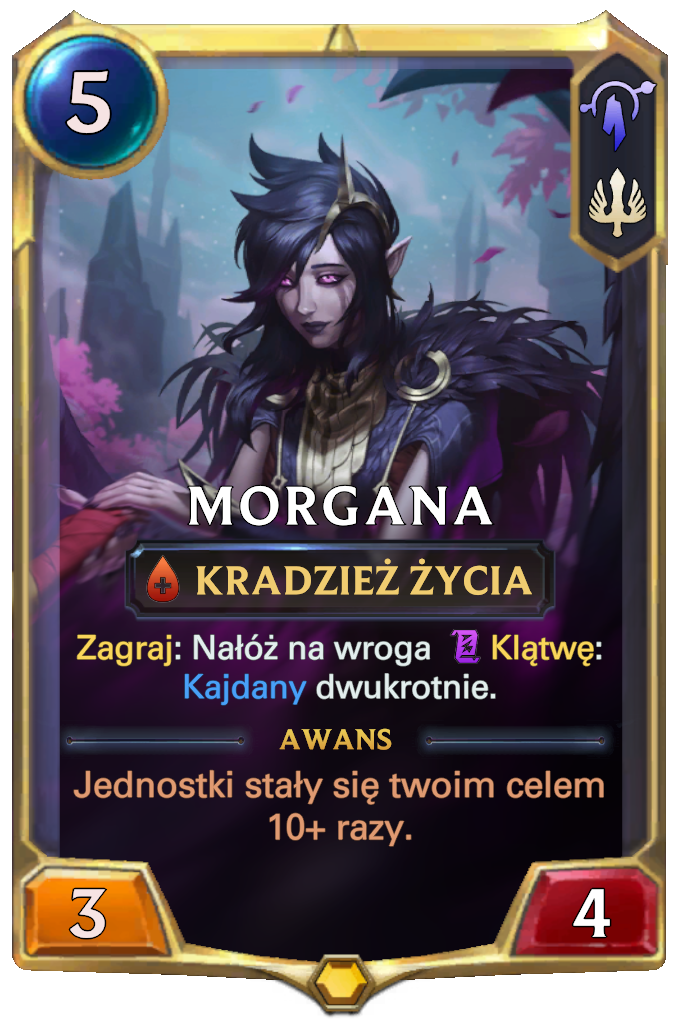 5
MORGANA
KRADZIEŻ ŻYCIA
Zagraj: Nałóż na wroga Klątwę:
Kajdany dwukrotnie.
AWANS
Jednostki stały się twoim celem
10+ razy.
3
4